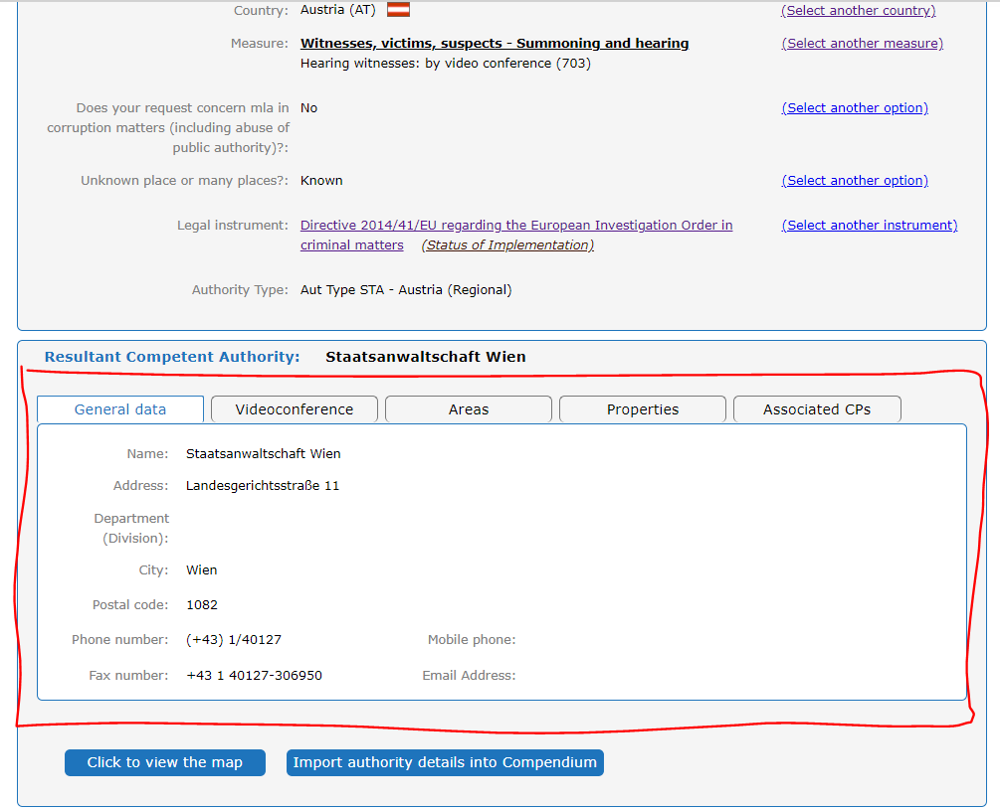 Country: Austria (AT) (Select another country)
Measure: Witnesses, victims, suspects - Summoning and hearing (Select another measure)
Hearing witnesses: by video conference (703)
Does your request concern mla in No (Select another option)
corruption matters (including abuse of
public authority)?:
Unknown place or many places?: Known (Select another option)
Legal instrument: Directive 2014/41/EU regarding the European Investigation Order in (Select another instrument)
criminal matters (Status of Implementation)
Authority Type: Aut Type STA - Austria (Regional)
Resultant Competent Authority: Staatsanwaltschaft Wien
General data Videoconference Areas Properties Associated CPs
Name: Staatsanwaltschaft Wien
Address: Landesgerichtsstraße 11
Department
(Division):
City: Wien
Postal code: 1082
Phone number: (+43) 1/40127 Mobile phone:
Fax number: +43 1 40127-306950 Email Address:
Click to view the map Import authority details into Compendium